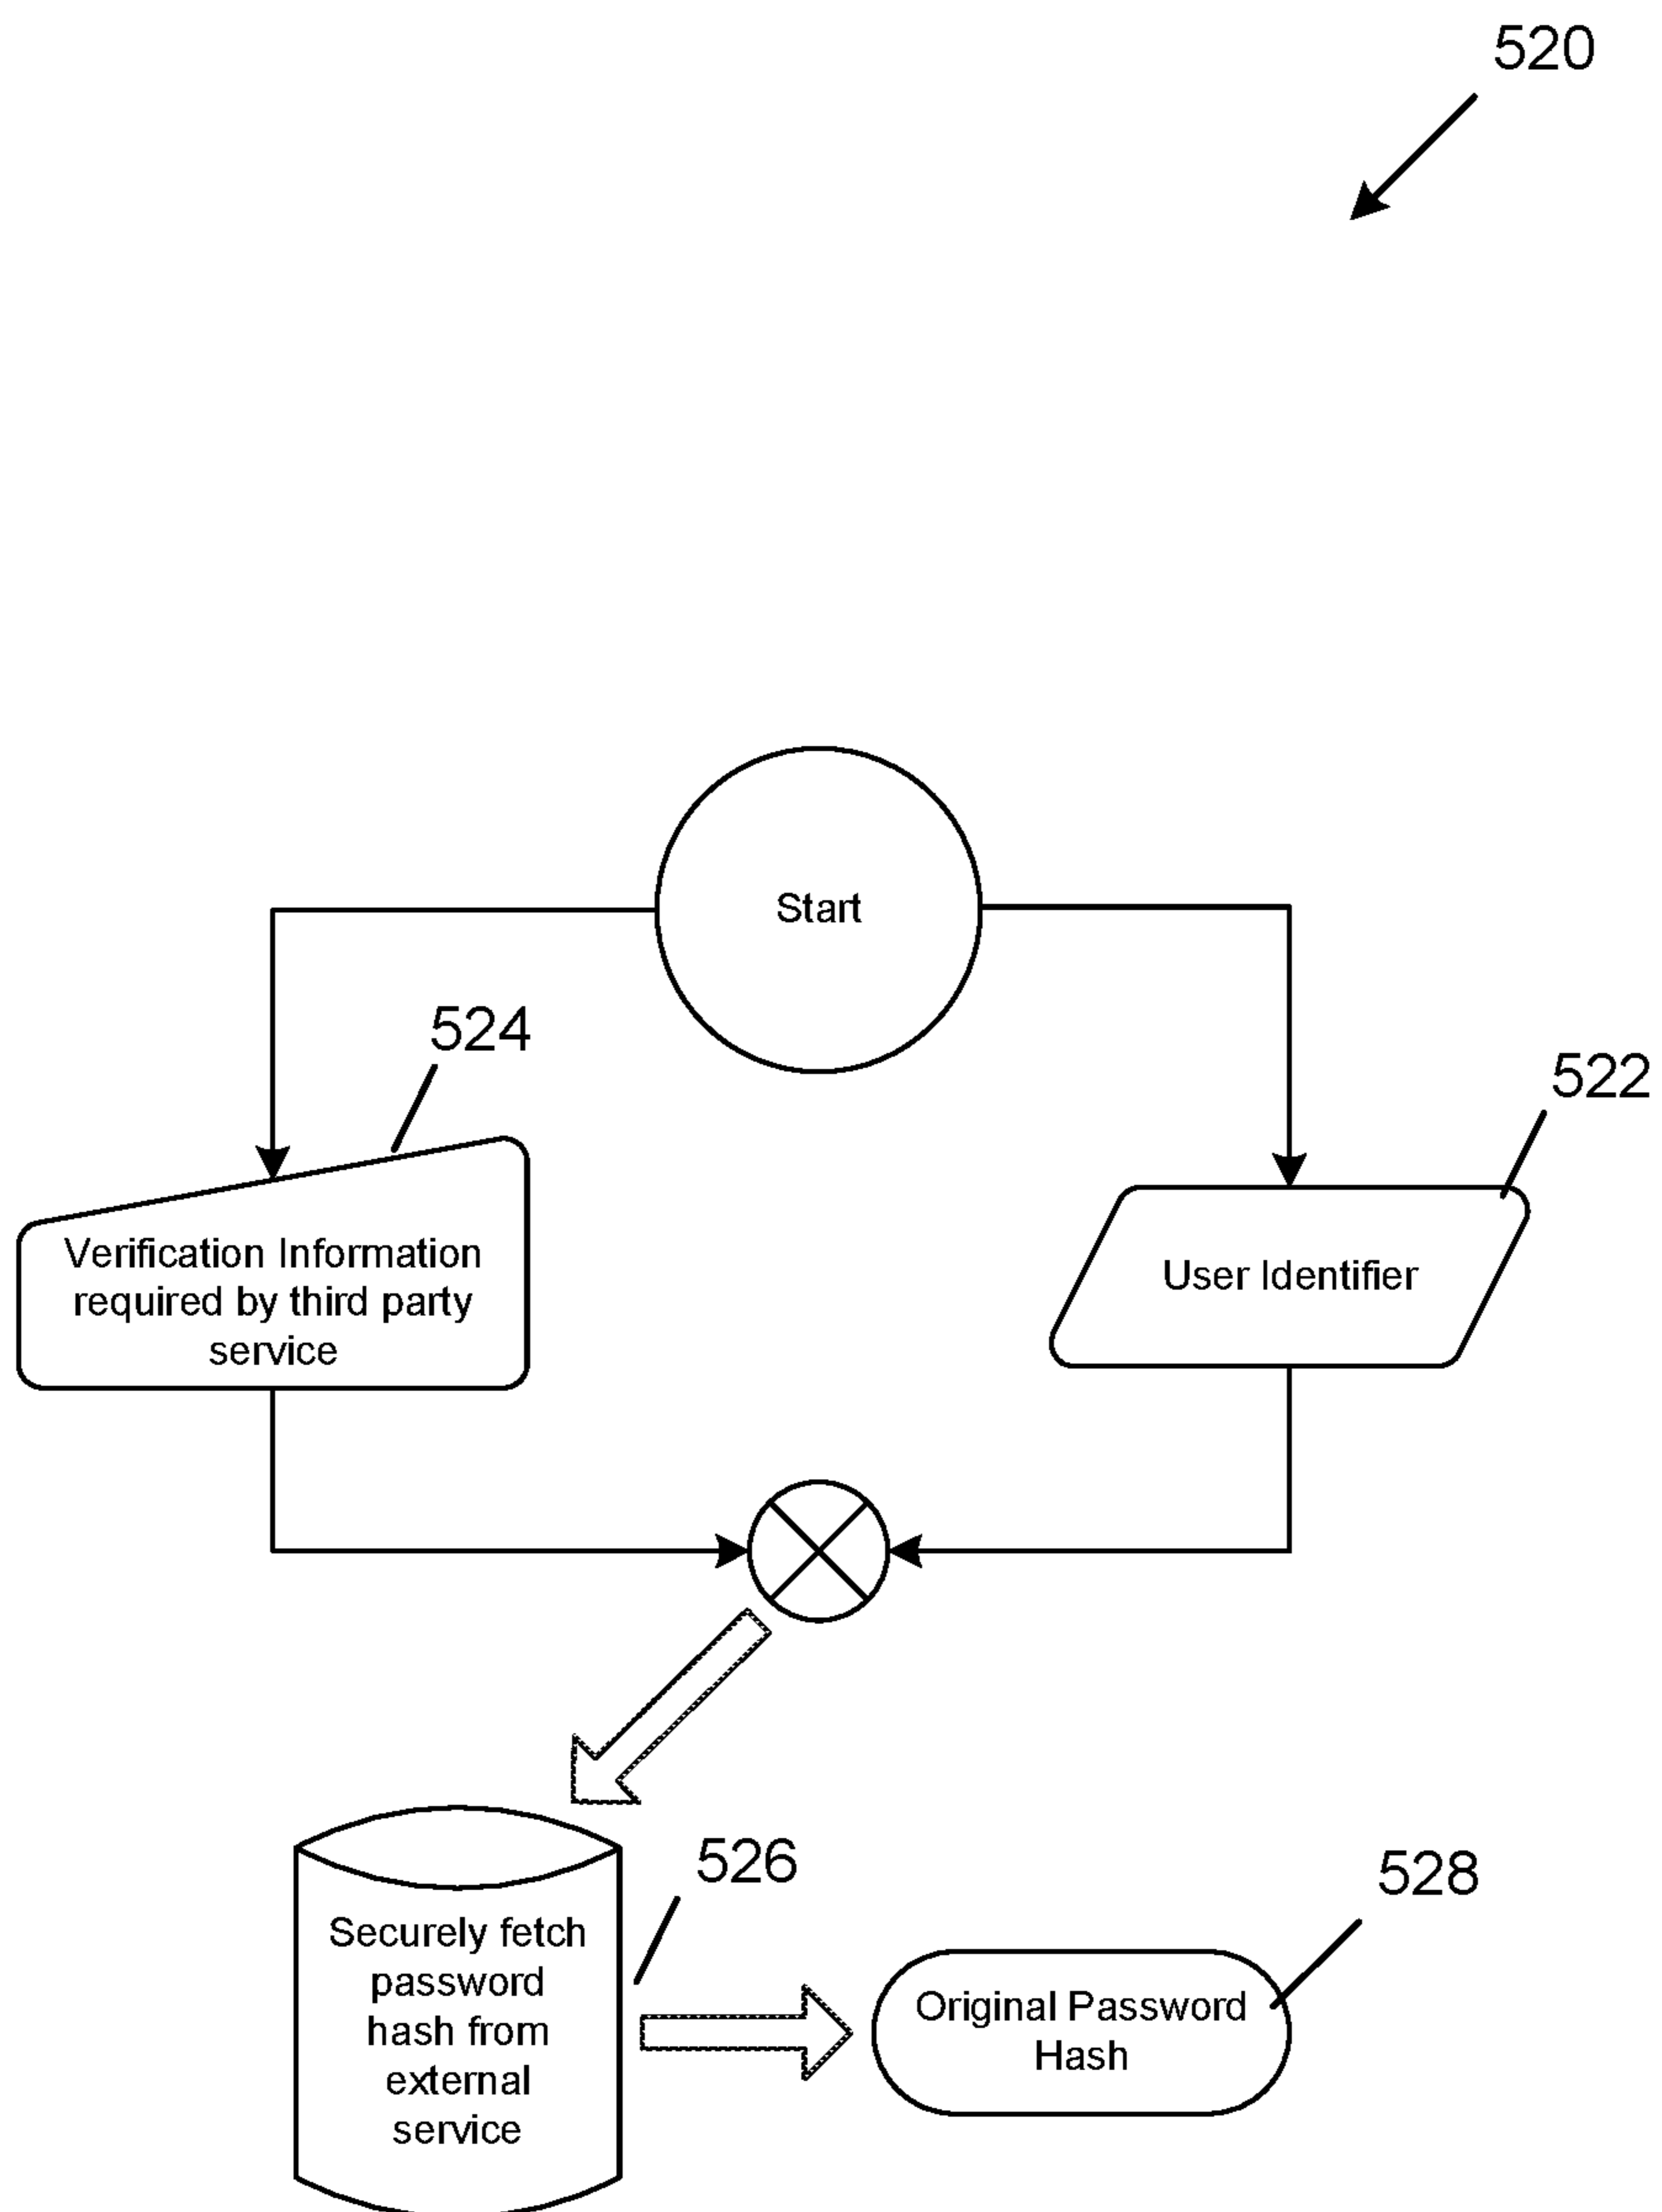 520
Start
524
522
Verification Information
required by third party
service
User Identifier
526
528
Securely fetch
password
hash from
external
service
Original Password
Hash